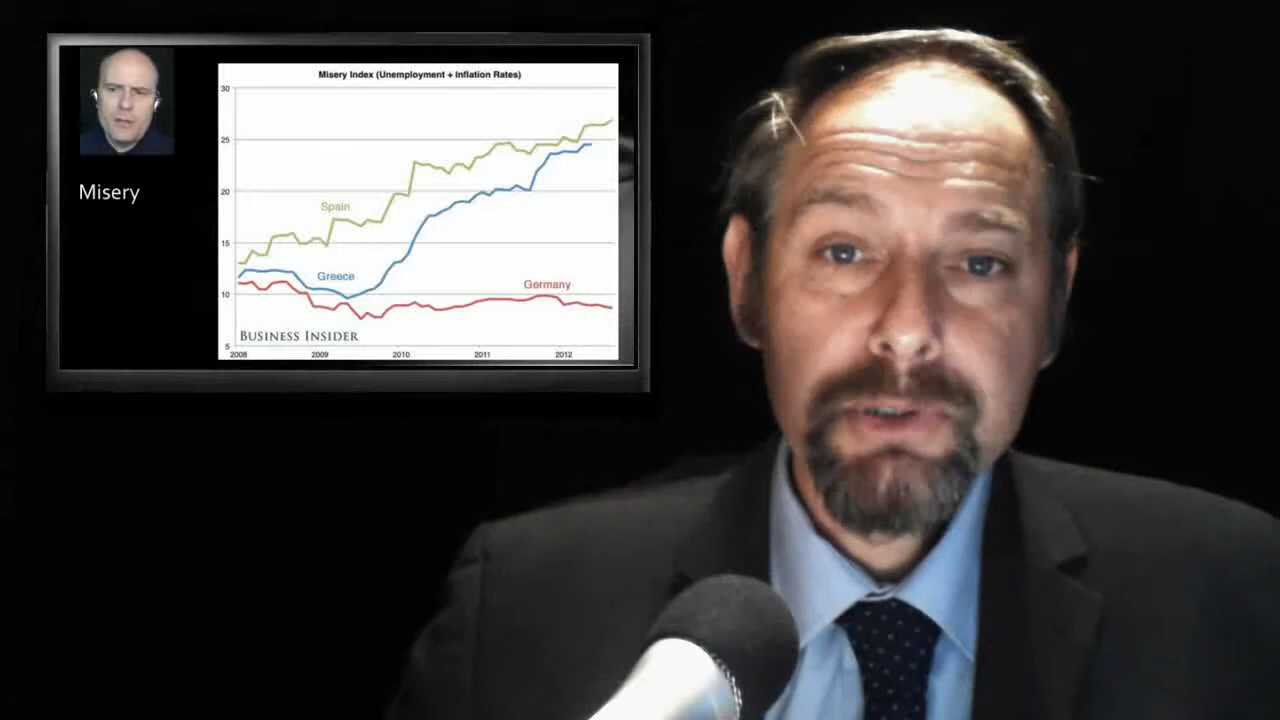 Misery
Misery Index (Unemployment + Inflation Rates)
30
25
20
15
10
5
Spain
Greece
Germany
BUSINESS INSIDER
2008 2009 2010 2011 2012